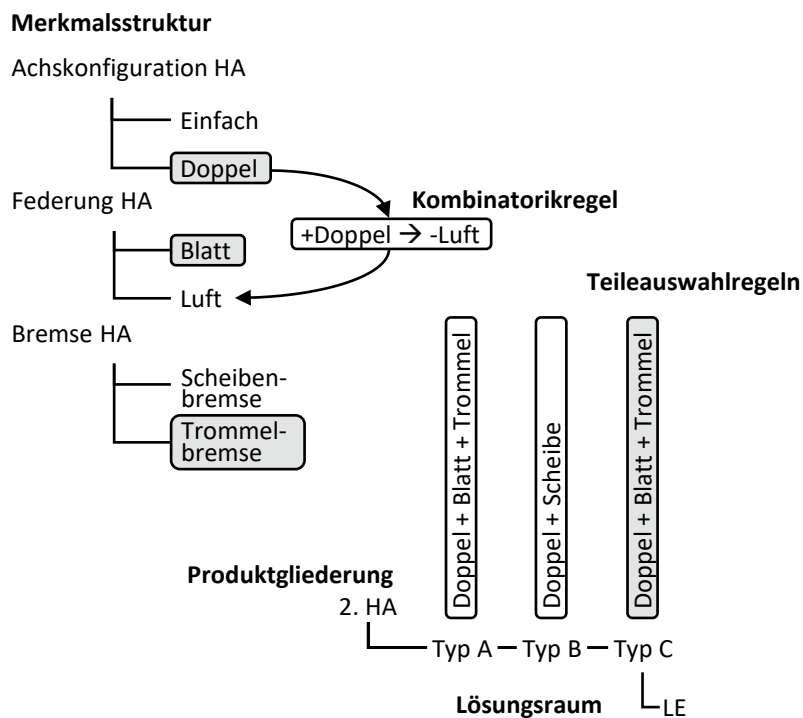 Merkmalsstruktur
Achskonfiguration HA
Einfach
Doppel
Federung HA
Kombinatorikregel
+Doppel → -Luft
Blatt
Luft
Teileauswahlregeln
Bremse HA
Scheiben-
bremse
Trommel-
bremse
Doppel + Blatt + Trommel
Doppel + Scheibe
Doppel + Blatt + Trommel
Produktgliederung
2. HA
Typ A
Typ B
Typ C
Lösungsraum
LE